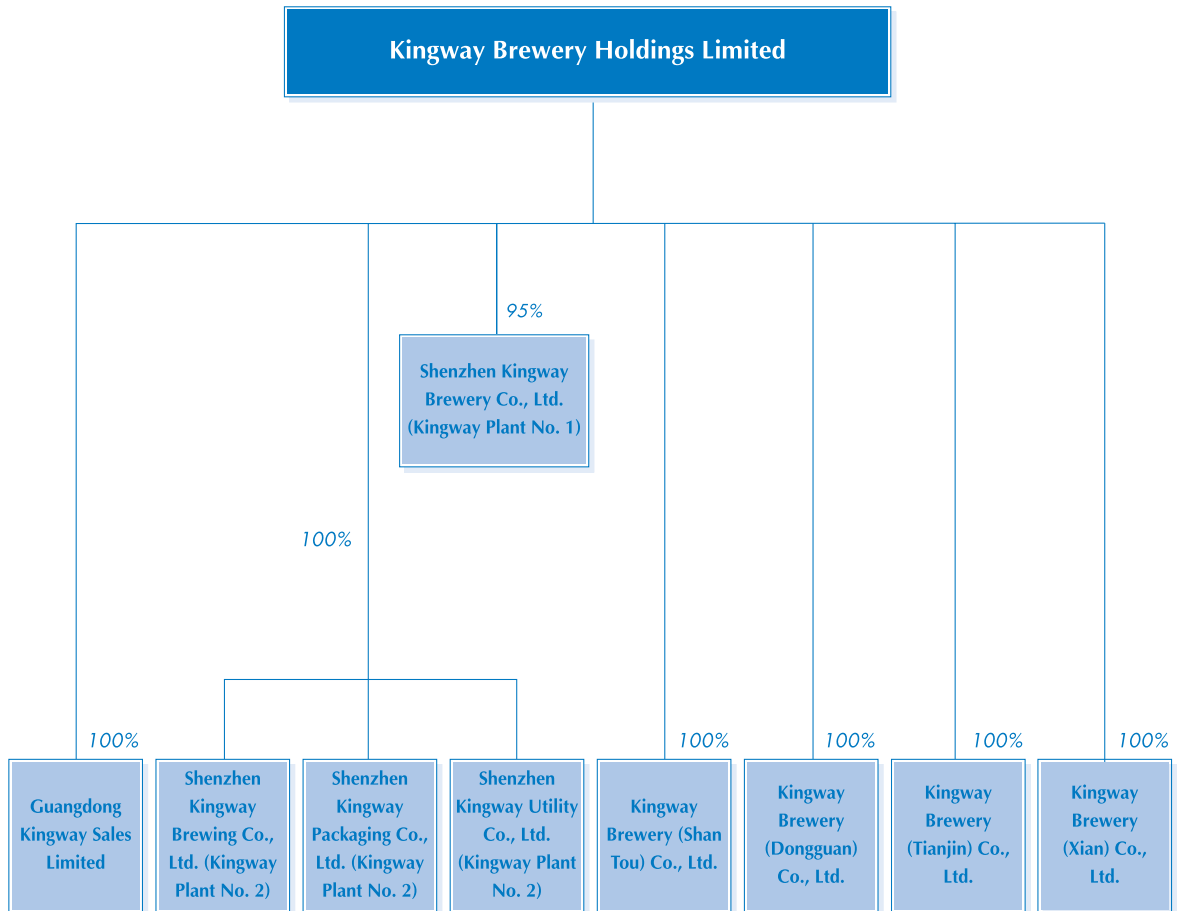 Kingway Brewery Holdings Limited
95%
Shenzhen Kingway
Brewery Co., Ltd.
(Kingway Plant No. 1)
100%
100%
Guangdong
Kingway Sales
Limited
Shenzhen
Kingway
Brewing Co.,
Ltd. (Kingway
Plant No. 2)
Shenzhen
Kingway
Packaging Co.,
Ltd. (Kingway
Plant No. 2)
Shenzhen
Kingway Utility
Co., Ltd.
(Kingway Plant
No. 2)
100%
Kingway
Brewery (Shan
Tou) Co., Ltd.
100%
Kingway
Brewery
(Dongguan)
Co., Ltd.
100%
Kingway
Brewery
(Tianjin) Co.,
Ltd.
100%
Kingway
Brewery
(Xian) Co.,
Ltd.